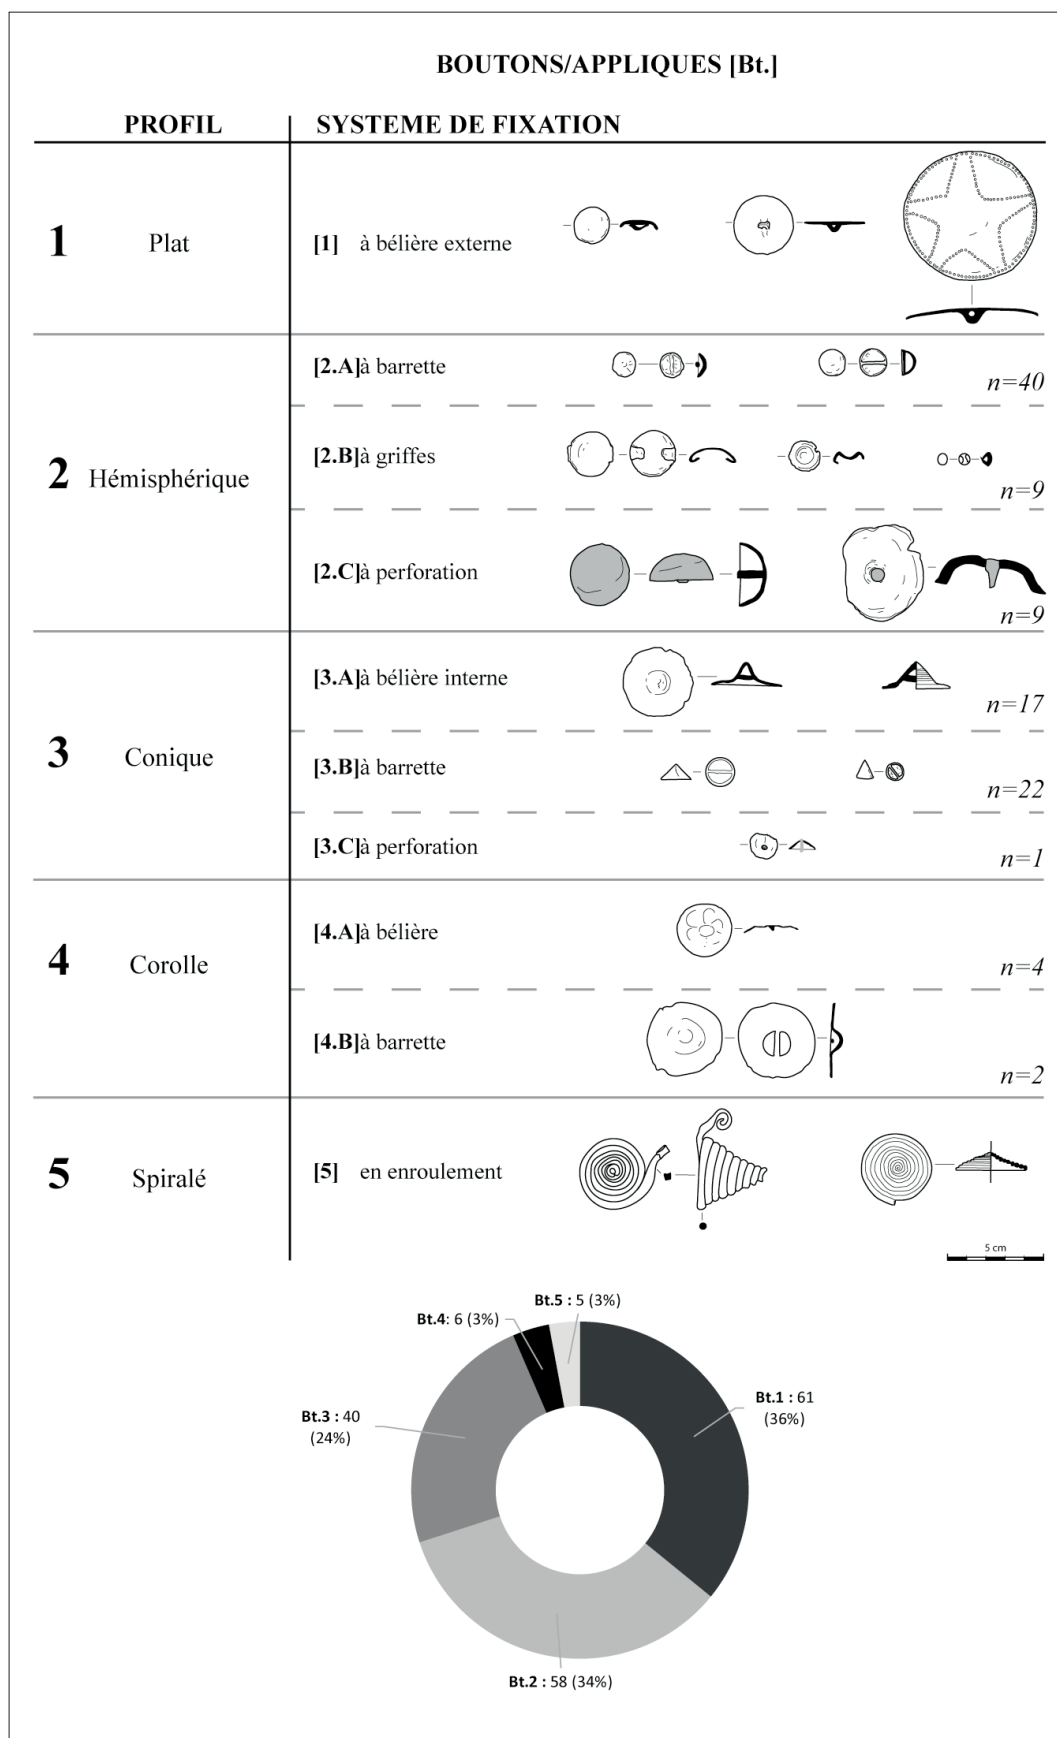 BOUTONS/APPLIQUES [Bt.]
PROFIL SYSTEME DE FIXATION
1 Plat [1] à bélière externe
[2.A]à barrette
n=40
2 Hémisphérique [2.B]à griffes
n=9
[2.C]à perforation
n=9
[3.A]à bélière interne
n=17
3 Conique [3.B]à barrette
n=22
[3.C]à perforation
n=1
4 Corolle [4.A]à bélière
n=4
[4.B]à barrette
n=2
5 Spiralé [5] en enroulement
5 cm
Bt.5 : 5 (3%)
Bt.4: 6 (3%)
Bt.1 : 61
(36%)
Bt.3 : 40
(24%)
Bt.2 : 58 (34%)